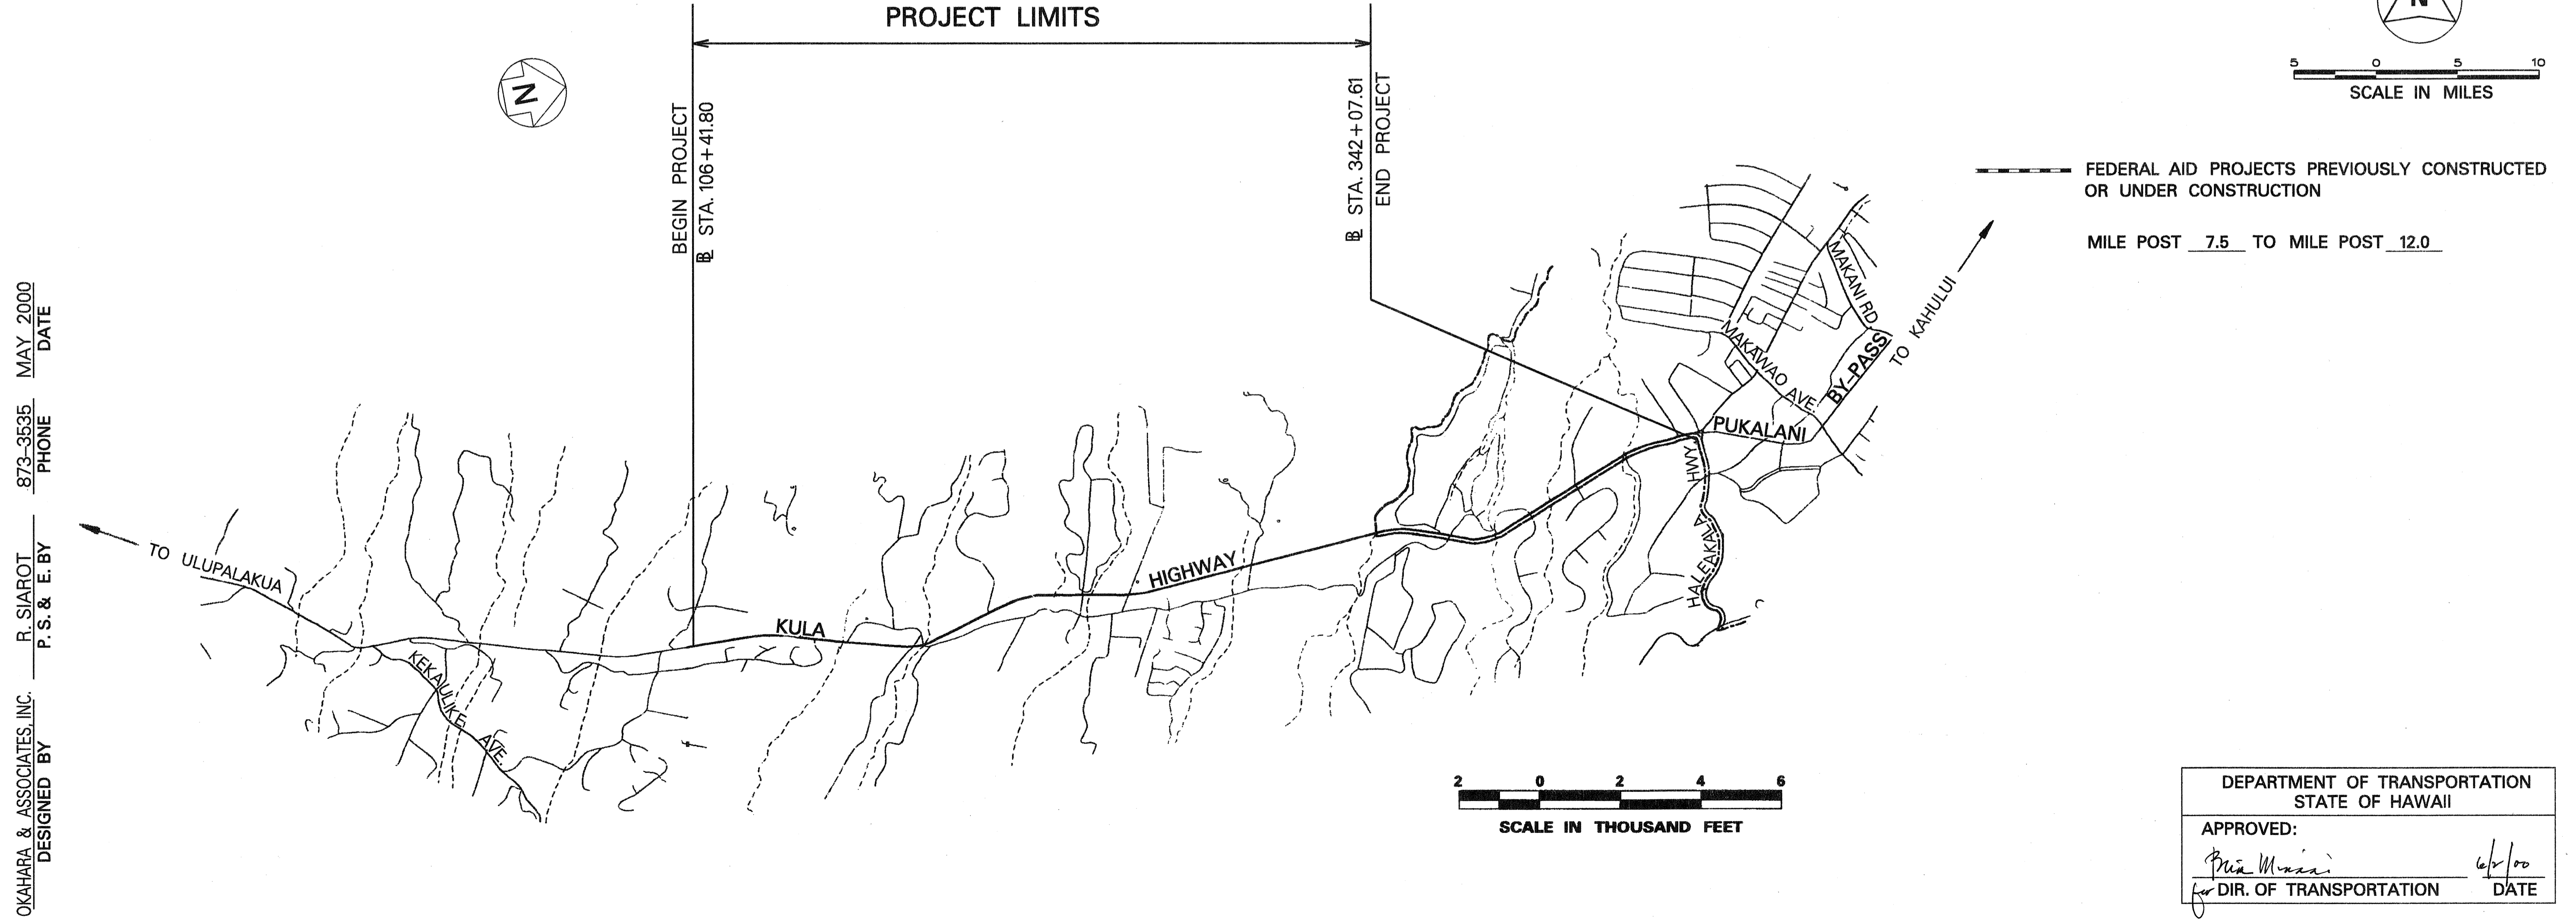 PROJECT LIMITS
N
N
5 0 5 10
SCALE IN MILES
BEGIN PROJECT
BL STA. 106+41.80
BL STA. 342+07.61
END PROJECT
FEDERAL AID PROJECTS PREVIOUSLY CONSTRUCTED
OR UNDER CONSTRUCTION
MILE POST 7.5 TO MILE POST 12.0
MAKANI RD
TO KAHULUI
MAKAWAO AVE.
BY-PASS
PUKALANI
HALEAKALA HWY
HIGHWAY
KULA
TO ULUPALAKUA
KEKAULIKE AVE.
2 0 2 4 6
SCALE IN THOUSAND FEET
OKAHARA & ASSOCIATES, INC. R. SIAROT 873-3535 MAY 2000
DESIGNED BY P. S. & E. BY PHONE DATE
DEPARTMENT OF TRANSPORTATION
STATE OF HAWAII
APPROVED:
6/2/00
for DIR. OF TRANSPORTATION DATE